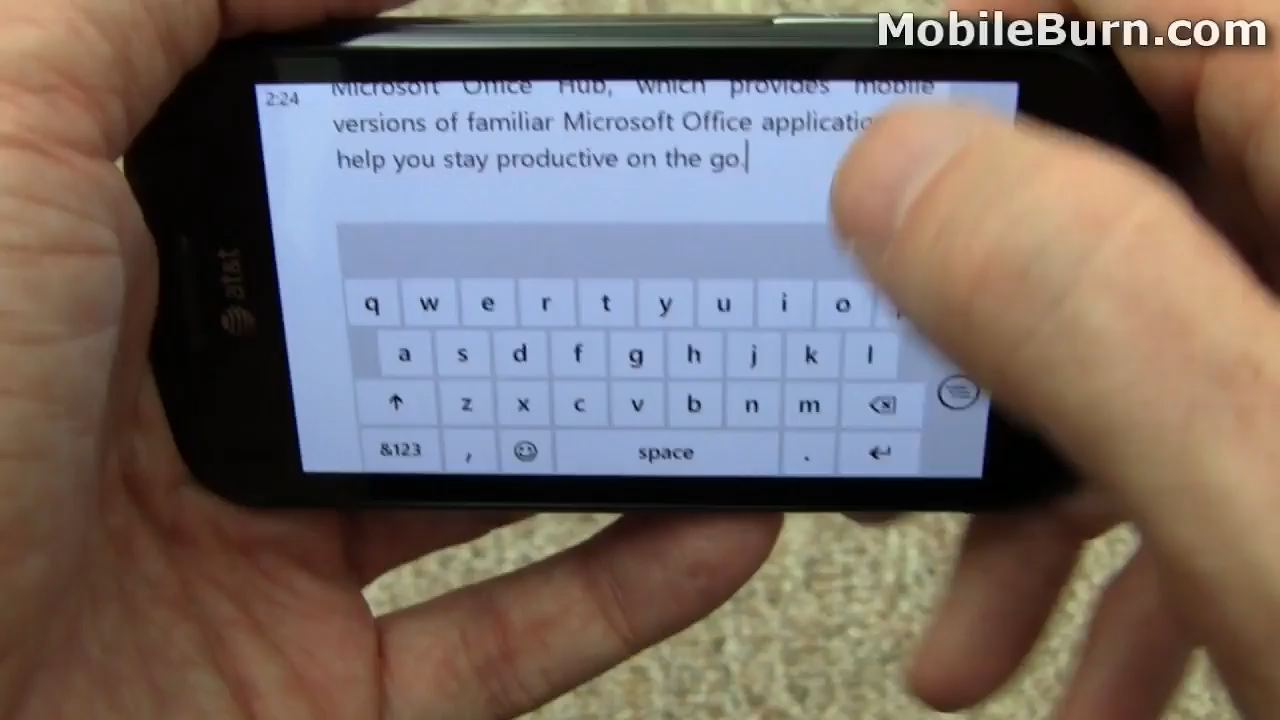 MobileBurn.com
2:24
Microsoft Office Hub, which provides mobile
versions of familiar Microsoft Office
help you stay productive on the go.
at&t
q w e r t y u i o
a s d f g h j k l
z x c v b n m
&123 , space .